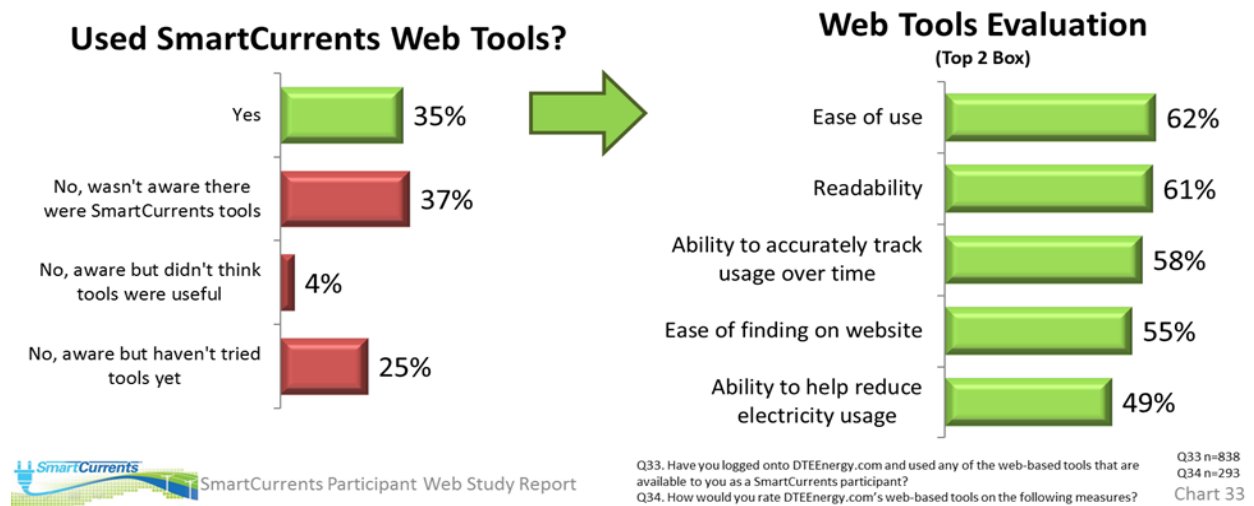 Used SmartCurrents Web Tools?
Yes
35%
No, wasn't aware there
were SmartCurrents tools
37%
No, aware but didn't think
tools were useful
4%
No, aware but haven't tried
tools yet
25%
Web Tools Evaluation
(Top 2 Box)
Ease of use
62%
Readability
61%
Ability to accurately track
usage over time
58%
Ease of finding on website
55%
Ability to help reduce
electricity usage
49%
SmartCurrents
SmartCurrents Participant Web Study Report
Q33. Have you logged onto DTEEnergy.com and used any of the web-based tools that are
available to you as a SmartCurrents participant?
Q34. How would you rate DTEEnergy.com's web-based tools on the following measures?
Q33 n=838
Q34 n=293
Chart 33